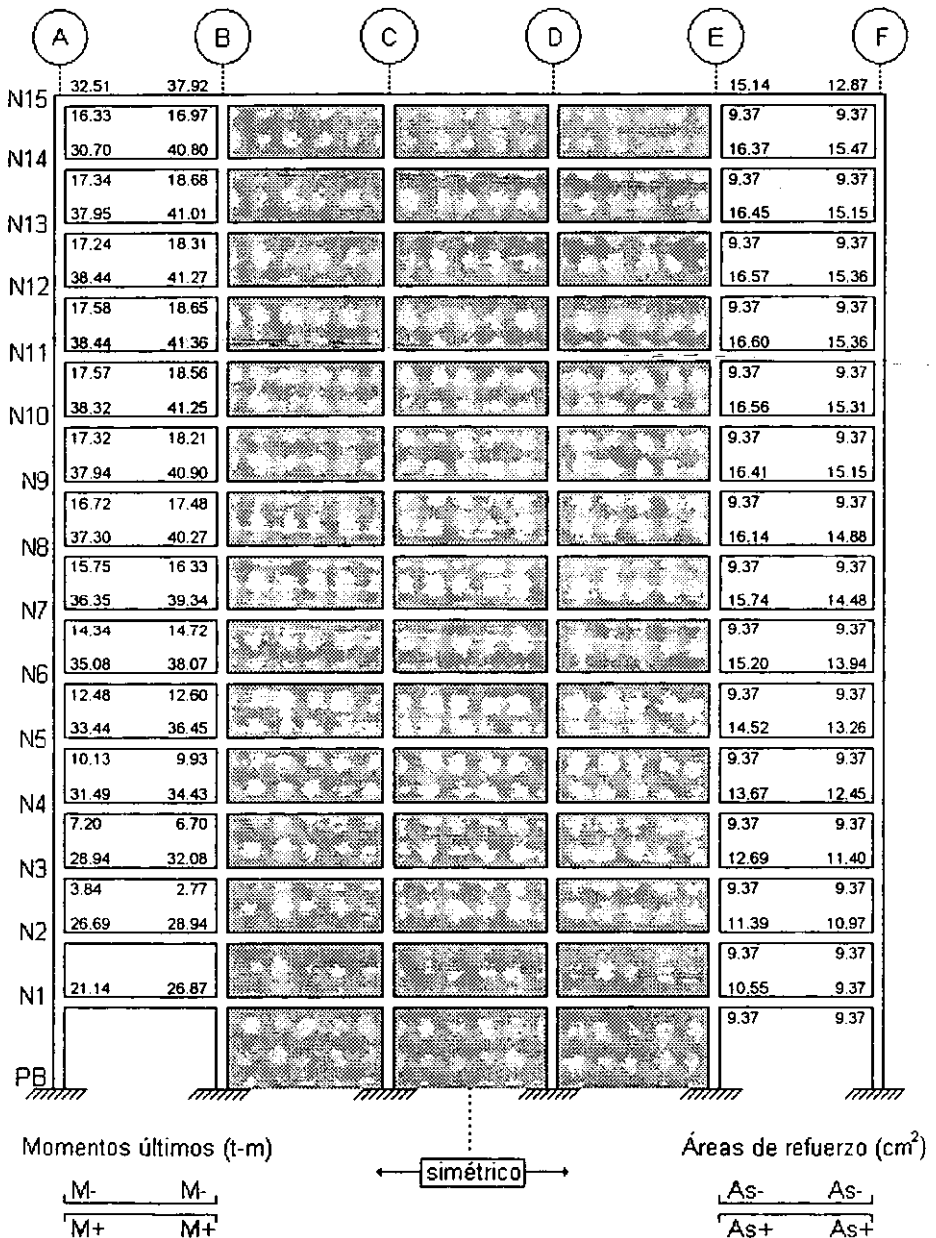 A B C D E F
32.51 37.92 15.14 12.87
N15
16.33 16.97 9.37 9.37
30.70 40.80 16.37 15.47
N14
17.34 18.68 9.37 9.37
37.95 41.01 16.45 15.15
N13
17.24 18.31 9.37 9.37
38.44 41.27 16.57 15.36
N12
17.58 18.65 9.37 9.37
38.44 41.36 16.60 15.36
N11
17.57 18.56 9.37 9.37
38.32 41.25 16.56 15.31
N10
17.32 18.21 9.37 9.37
37.94 40.90 16.41 15.15
N9
16.72 17.48 9.37 9.37
37.30 40.27 16.14 14.88
N8
15.75 16.33 9.37 9.37
36.35 39.34 15.74 14.48
N7
14.34 14.72 9.37 9.37
35.08 38.07 15.20 13.94
N6
12.48 12.60 9.37 9.37
33.44 36.45 14.52 13.26
N5
10.13 9.93 9.37 9.37
31.49 34.43 13.67 12.45
N4
7.20 6.70 9.37 9.37
28.94 32.08 12.69 11.40
N3
3.84 2.77 9.37 9.37
26.69 28.94 11.39 10.97
N2
9.37 9.37
21.14 26.87 10.55 9.37
N1
9.37 9.37
PB
Momentos últimos (t-m) simétrico Áreas de refuerzo (cm²)
M- M- As- As-
M+ M+ As+ As+